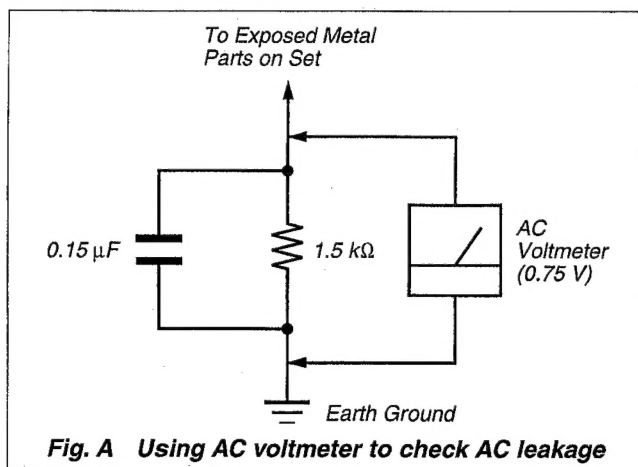 To Exposed Metal
Parts on Set
0.15 μF
1.5 kΩ
AC
Voltmeter
(0.75 V)
Earth Ground
Fig. A Using AC voltmeter to check AC leakage